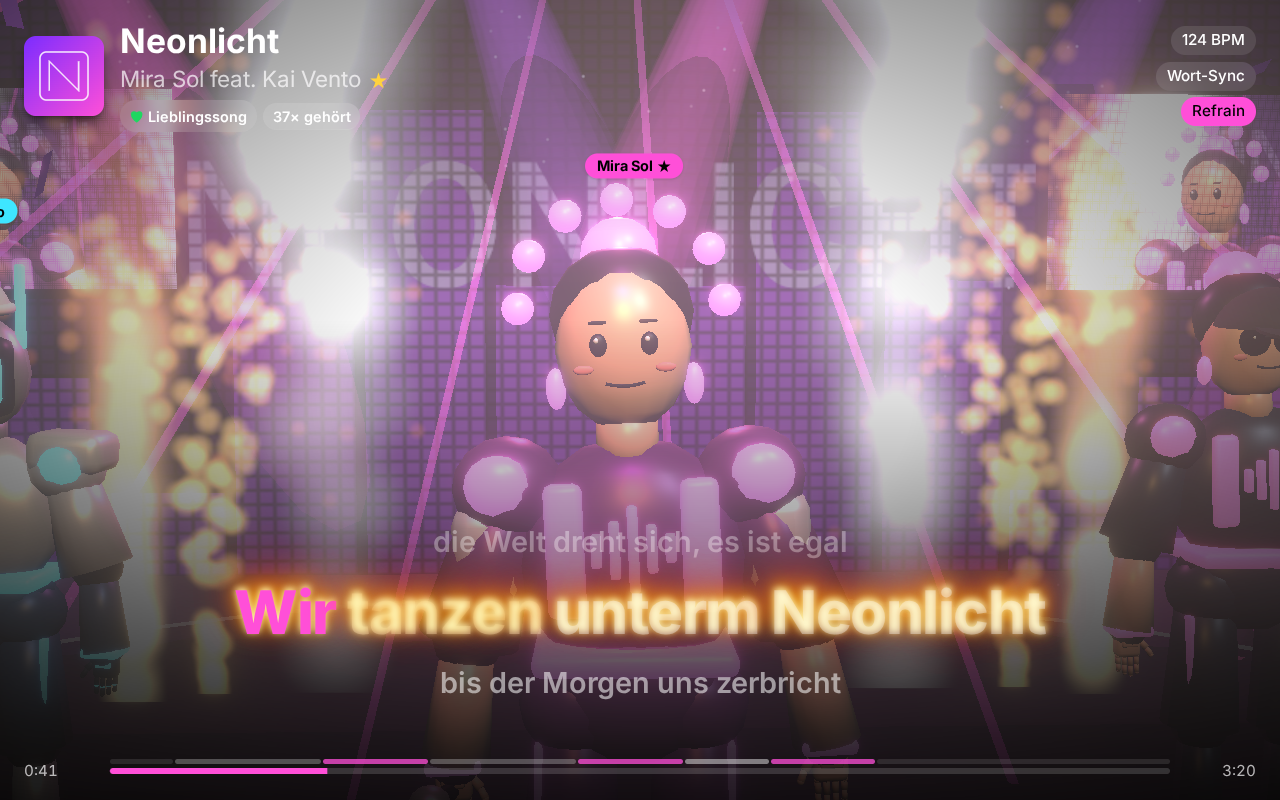 Neonlicht
Mira Sol feat. Kai Vento ★
Lieblingssong
37× gehört
124 BPM
Wort-Sync
Refrain
Mira Sol ★
die Welt dreht sich, es ist egal
Wir tanzen unterm Neonlicht
bis der Morgen uns zerbricht
0:41
3:20